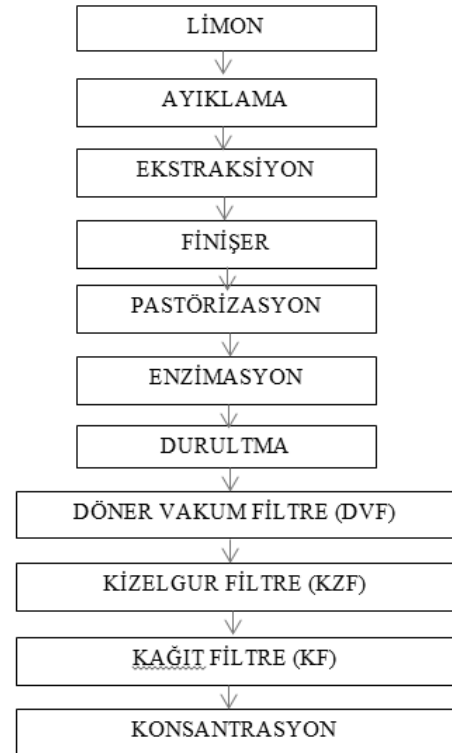 LİMON
AYIKLAMA
EKSTRAKSİYON
FİNİŞER
PASTÖRİZASYON
ENZİMASYON
DURULTMA
DÖNER VAKUM FİLTRE (DVF)
KİZELGUR FİLTRE (KZF)
KAĞIT FİLTRE (KF)
KONSANTRASYON